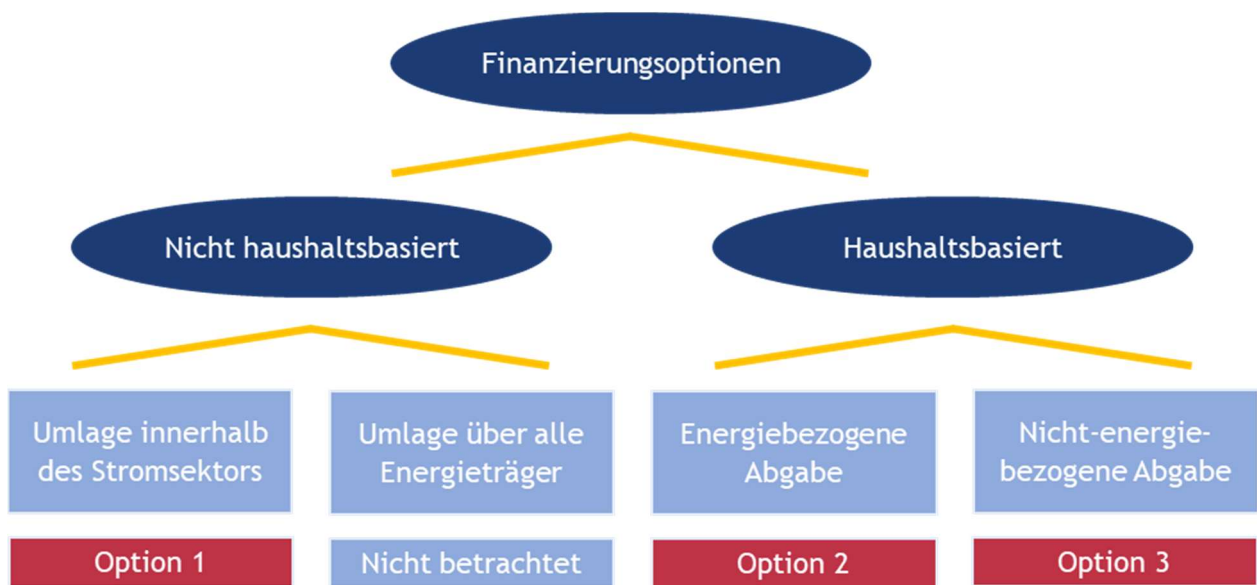 Finanzierungsoptionen
Nicht haushaltsbasiert
Haushaltsbasiert
Umlage innerhalb
des Stromsektors
Umlage über alle
Energieträger
Energiebezogene
Abgabe
Nicht-energie-
bezogene Abgabe
Option 1
Nicht betrachtet
Option 2
Option 3